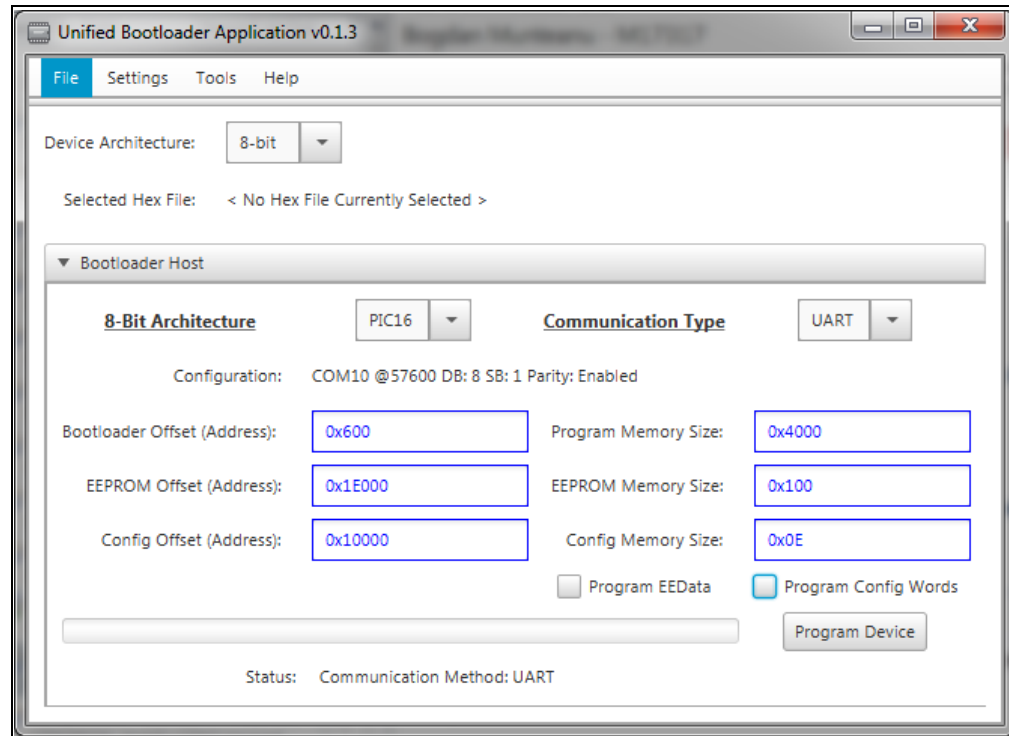 Unified Bootloader Application v0.1.3
File Settings Tools Help
Device Architecture: 8-bit
Selected Hex File: < No Hex File Currently Selected >
Bootloader Host
8-Bit Architecture PIC16 Communication Type UART
Configuration: COM10 @57600 DB: 8 SB: 1 Parity: Enabled
Bootloader Offset (Address): 0x600 Program Memory Size: 0x4000
EEPROM Offset (Address): 0x1E000 EEPROM Memory Size: 0x100
Config Offset (Address): 0x10000 Config Memory Size: 0x0E
Program EEData Program Config Words
Program Device
Status: Communication Method: UART